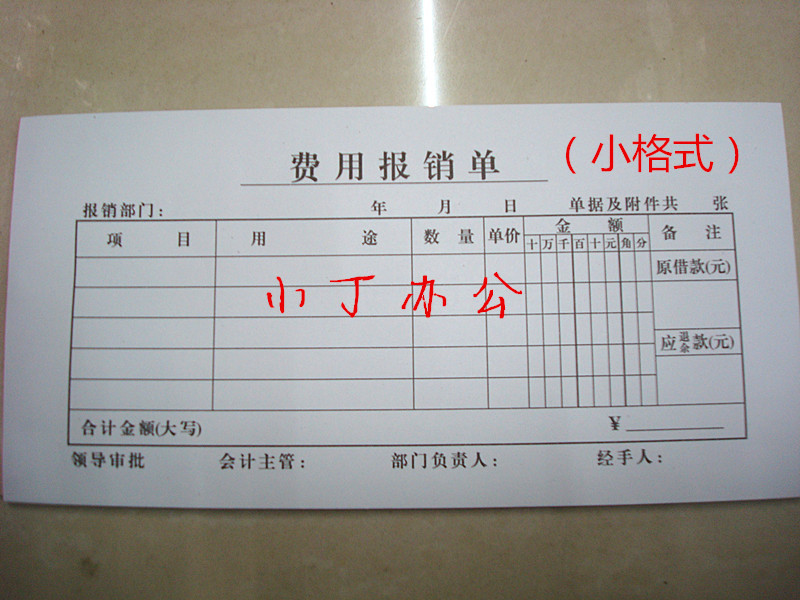 费用报销单
(小格式)
报销部门: 年 月 日 单据及附件共 张
项目 用途 数量 单价 金额 备注
十 万 千 百 十 元 角 分
原借款(元)
小丁办公
应退余款(元)
合计金额(大写) ¥
领导审批 会计主管: 部门负责人: 经手人: